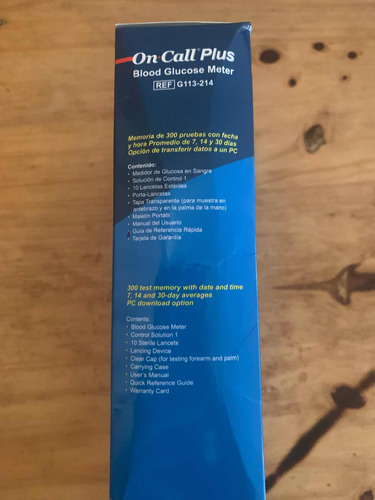 On Call Plus
Blood Glucose Meter
REF G113-214
Memoria de 300 pruebas con fecha
y hora Promedio de 7, 14 y 30 días
Opción de transferir datos a un PC
Contenido:
- Medidor de Glucosa en Sangre
- Solución de Control 1
- 10 Lancetas Estériles
- Porta-Lancetas
- Tapa Transparente (para muestra en
antebrazo y en la palma de la mano)
- Maletín Portátil
- Manual del Usuario
- Guía de Referencia Rápida
- Tarjeta de Garantía
300 test memory with date and time
7, 14 and 30-day averages
PC download option
Contents:
- Blood Glucose Meter
- Control Solution 1
- 10 Sterile Lancets
- Lancing Device
- Clear Cap (for testing forearm and palm)
- Carrying Case
- User's Manual
- Quick Reference Guide
- Warranty Card